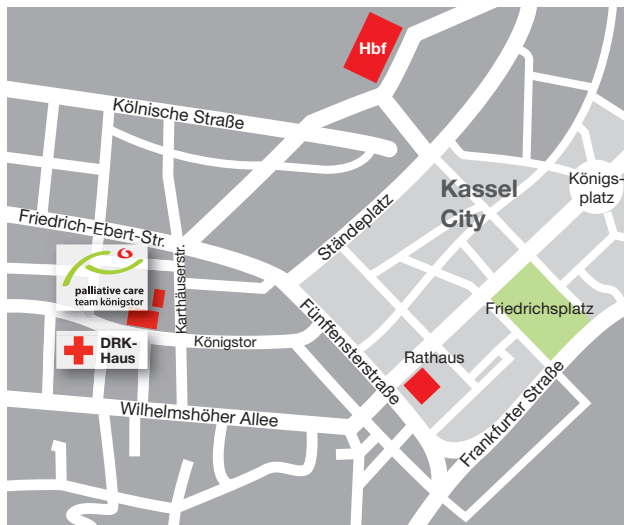 Hbf
Kölnische Straße
Königs-
platz
Kassel
City
Ständeplatz
Friedrich-Ebert-Str.
Karthäuserstr.
palliative care
team königstor
Friedrichsplatz
Fünffensterstraße
DRK-
Haus
Königstor
Rathaus
Wilhelmshöher Allee
Frankfurter Straße